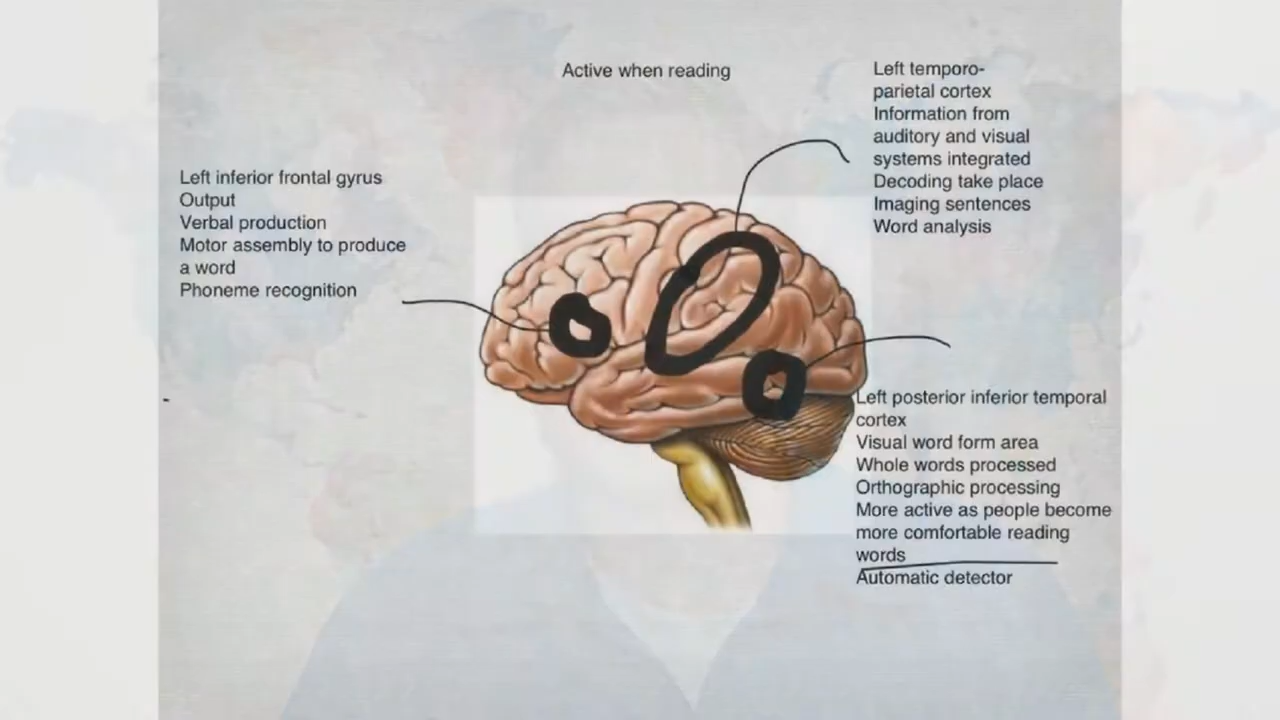 Active when reading
Left temporo-
parietal cortex
Information from
auditory and visual
systems integrated
Decoding take place
Imaging sentences
Word analysis
Left inferior frontal gyrus
Output
Verbal production
Motor assembly to produce
a word
Phoneme recognition
Left posterior inferior temporal
cortex
Visual word form area
Whole words processed
Orthographic processing
More active as people become
more comfortable reading
words
Automatic detector